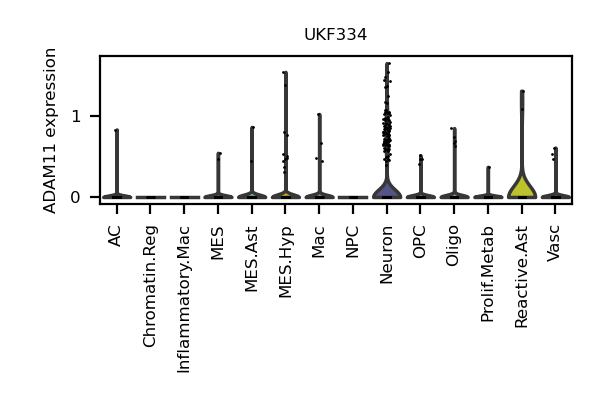 UKF334
ADAM11 expression
1
0
AC
Chromatin.Reg
Inflammatory.Mac
MES
MES.Ast
MES.Hyp
Mac
NPC
Neuron
OPC
Oligo
Prolif.Metab
Reactive.Ast
Vasc